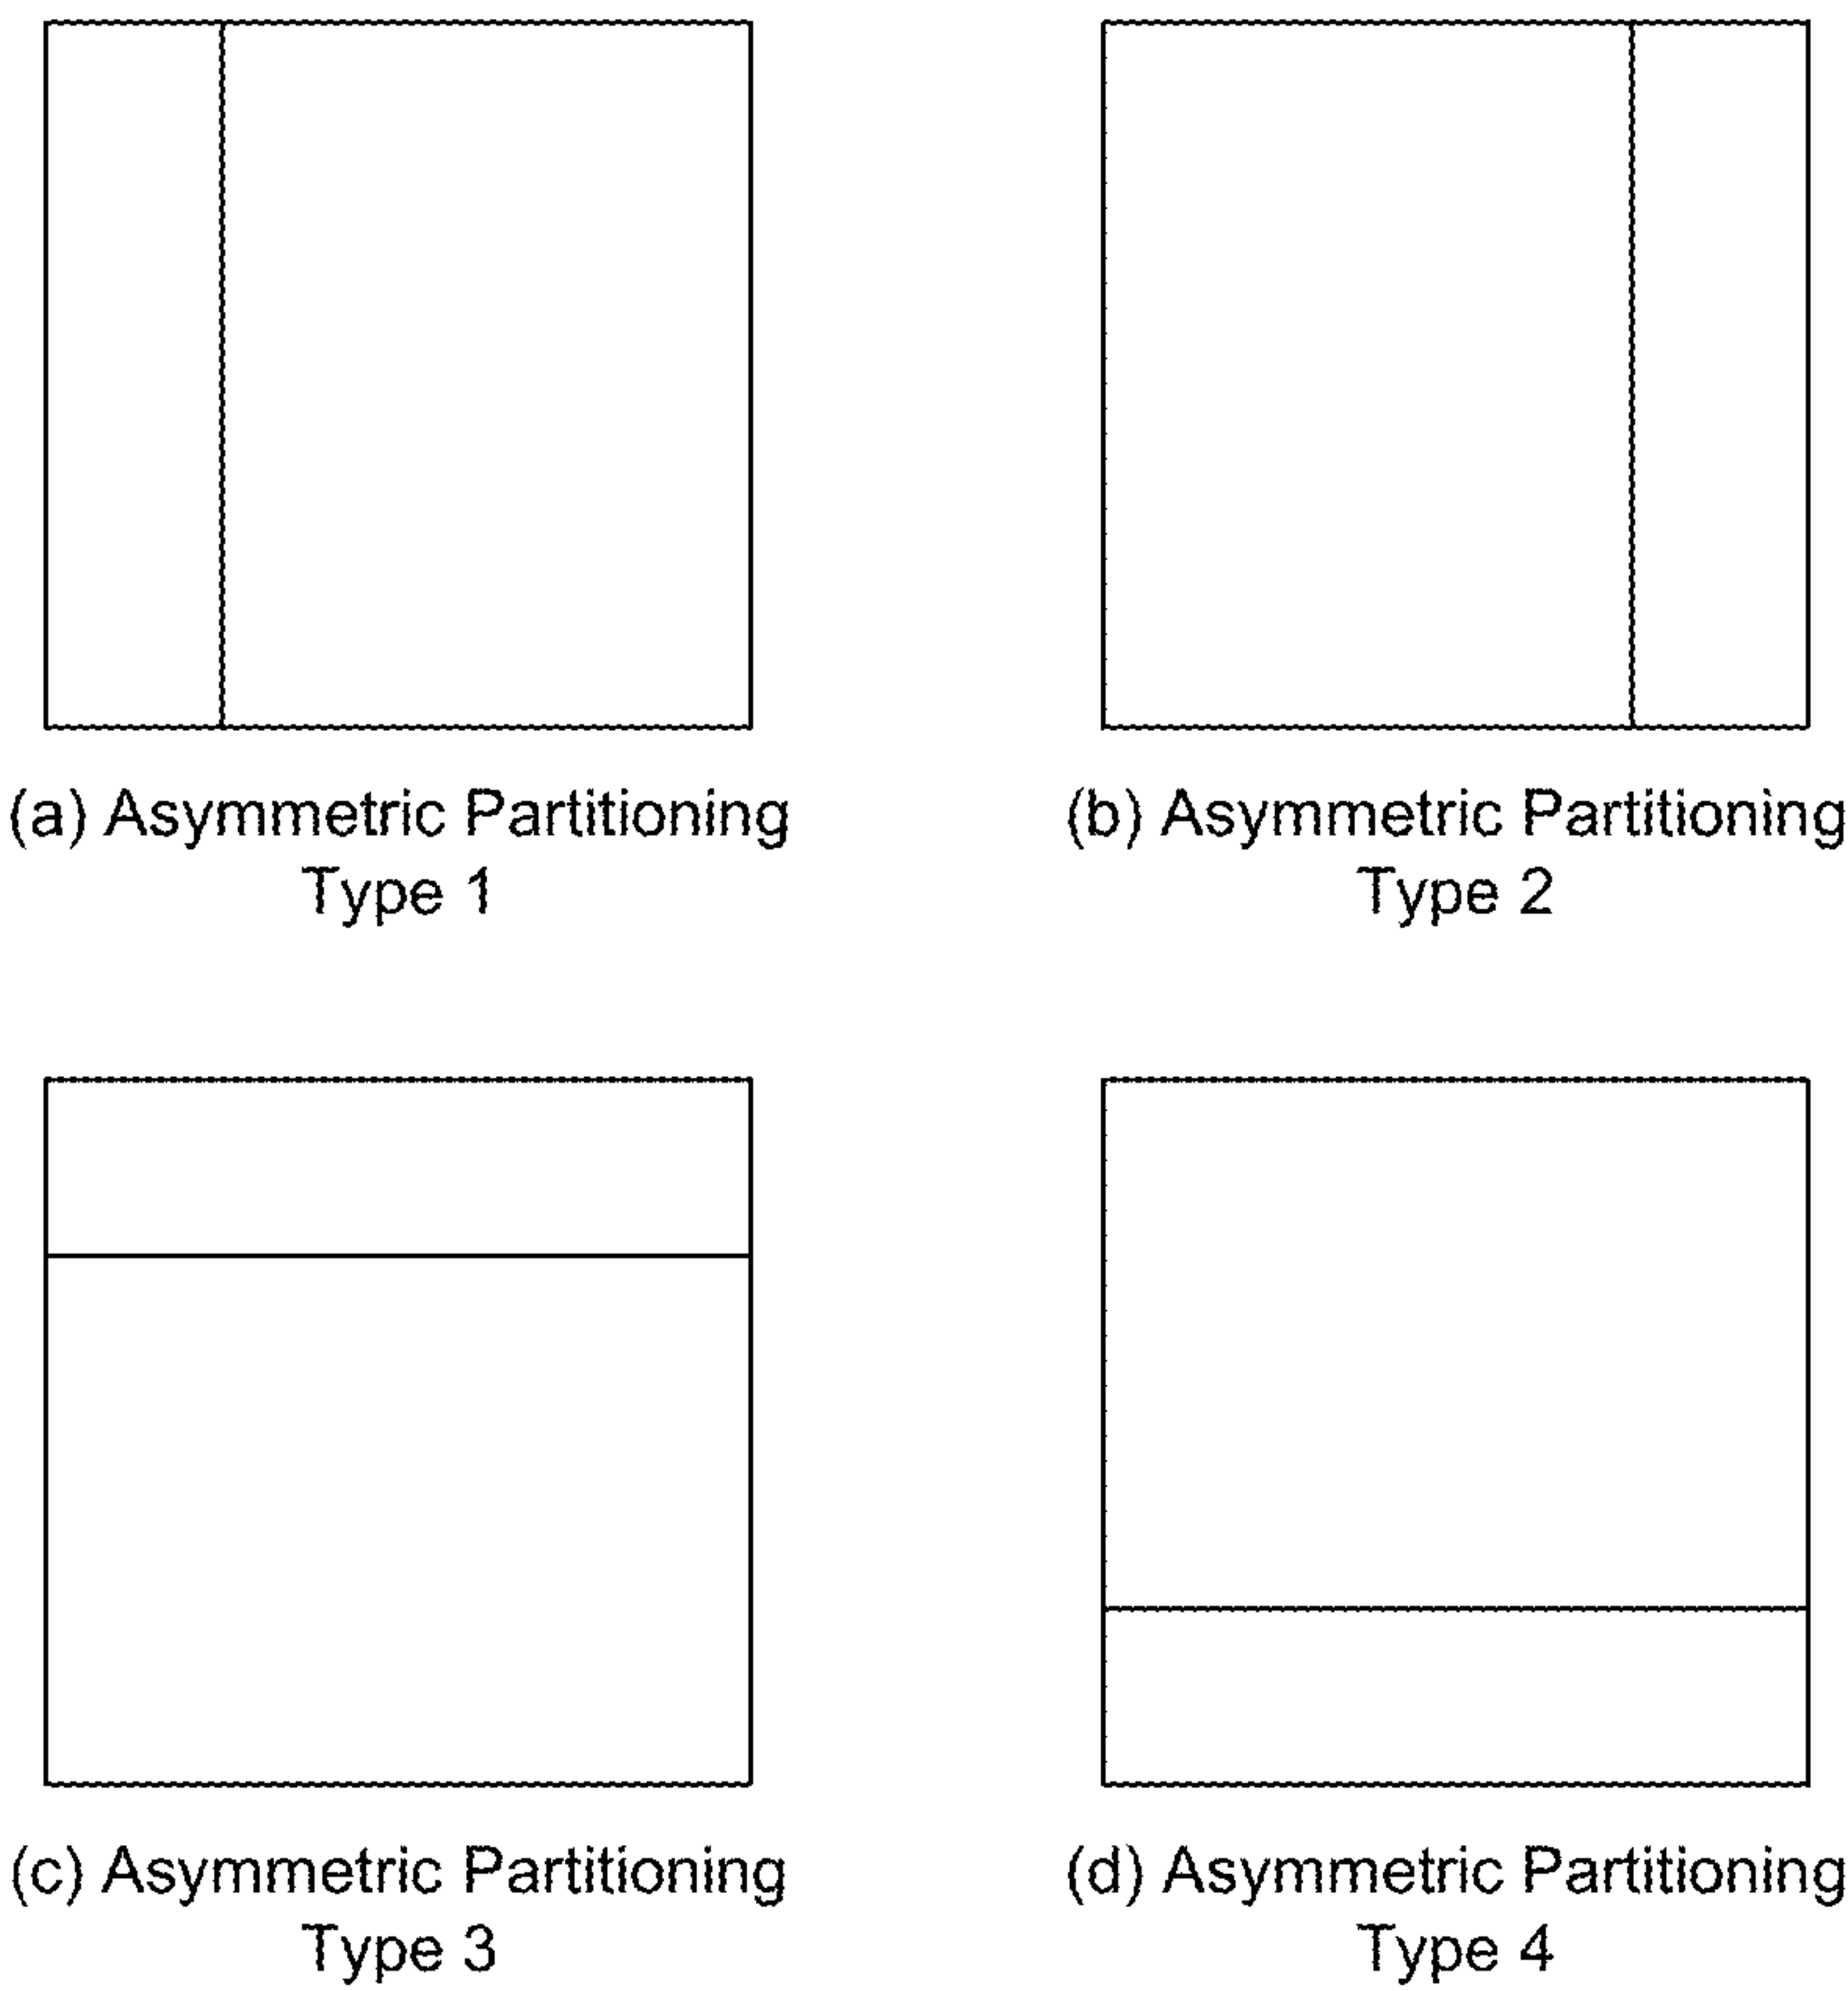 (a) Asymmetric Partitioning
Type 1
(b) Asymmetric Partitioning
Type 2
(c) Asymmetric Partitioning
Type 3
(d) Asymmetric Partitioning
Type 4